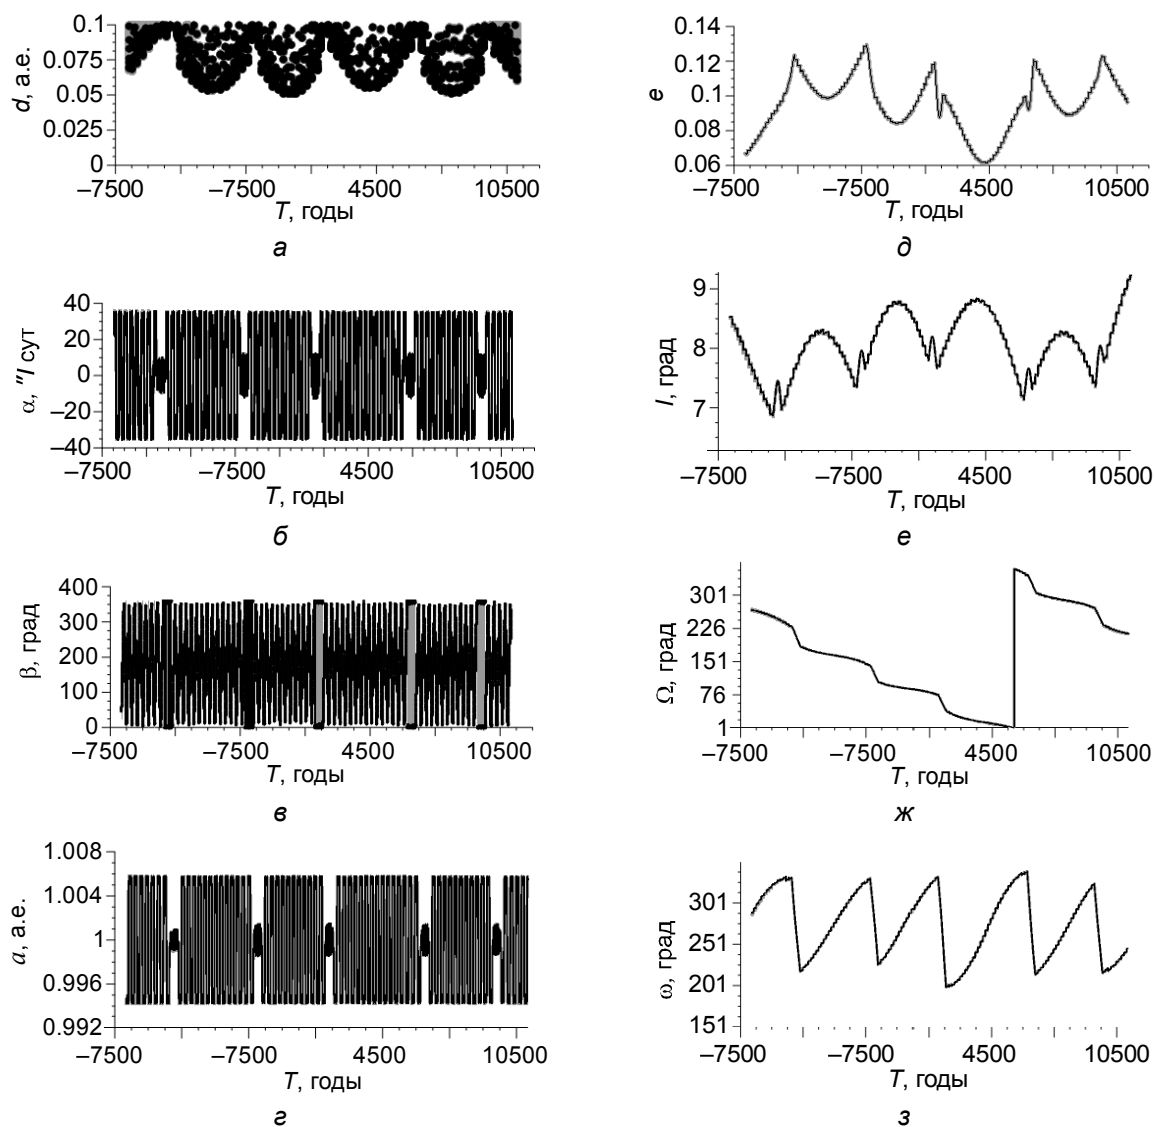 0.1
0.075
0.05
0.025
0
d, а.е.
–7500 –7500 4500 10500
T, годы
а
40
20
0
–20
–40
α, ″/ сут
–7500 –7500 4500 10500
T, годы
б
400
300
200
100
0
β, град
–7500 –7500 4500 10500
T, годы
в
1.008
1.004
1
0.996
0.992
a, а.е.
–7500 –7500 4500 10500
T, годы
г
0.14
0.12
0.1
0.08
0.06
e
–7500 –7500 4500 10500
T, годы
д
9
8
7
I, град
–7500 –7500 4500 10500
T, годы
е
301
226
151
76
1
Ω, град
–7500 –7500 4500 10500
T, годы
ж
301
251
201
151
ω, град
–7500 –7500 4500 10500
T, годы
з